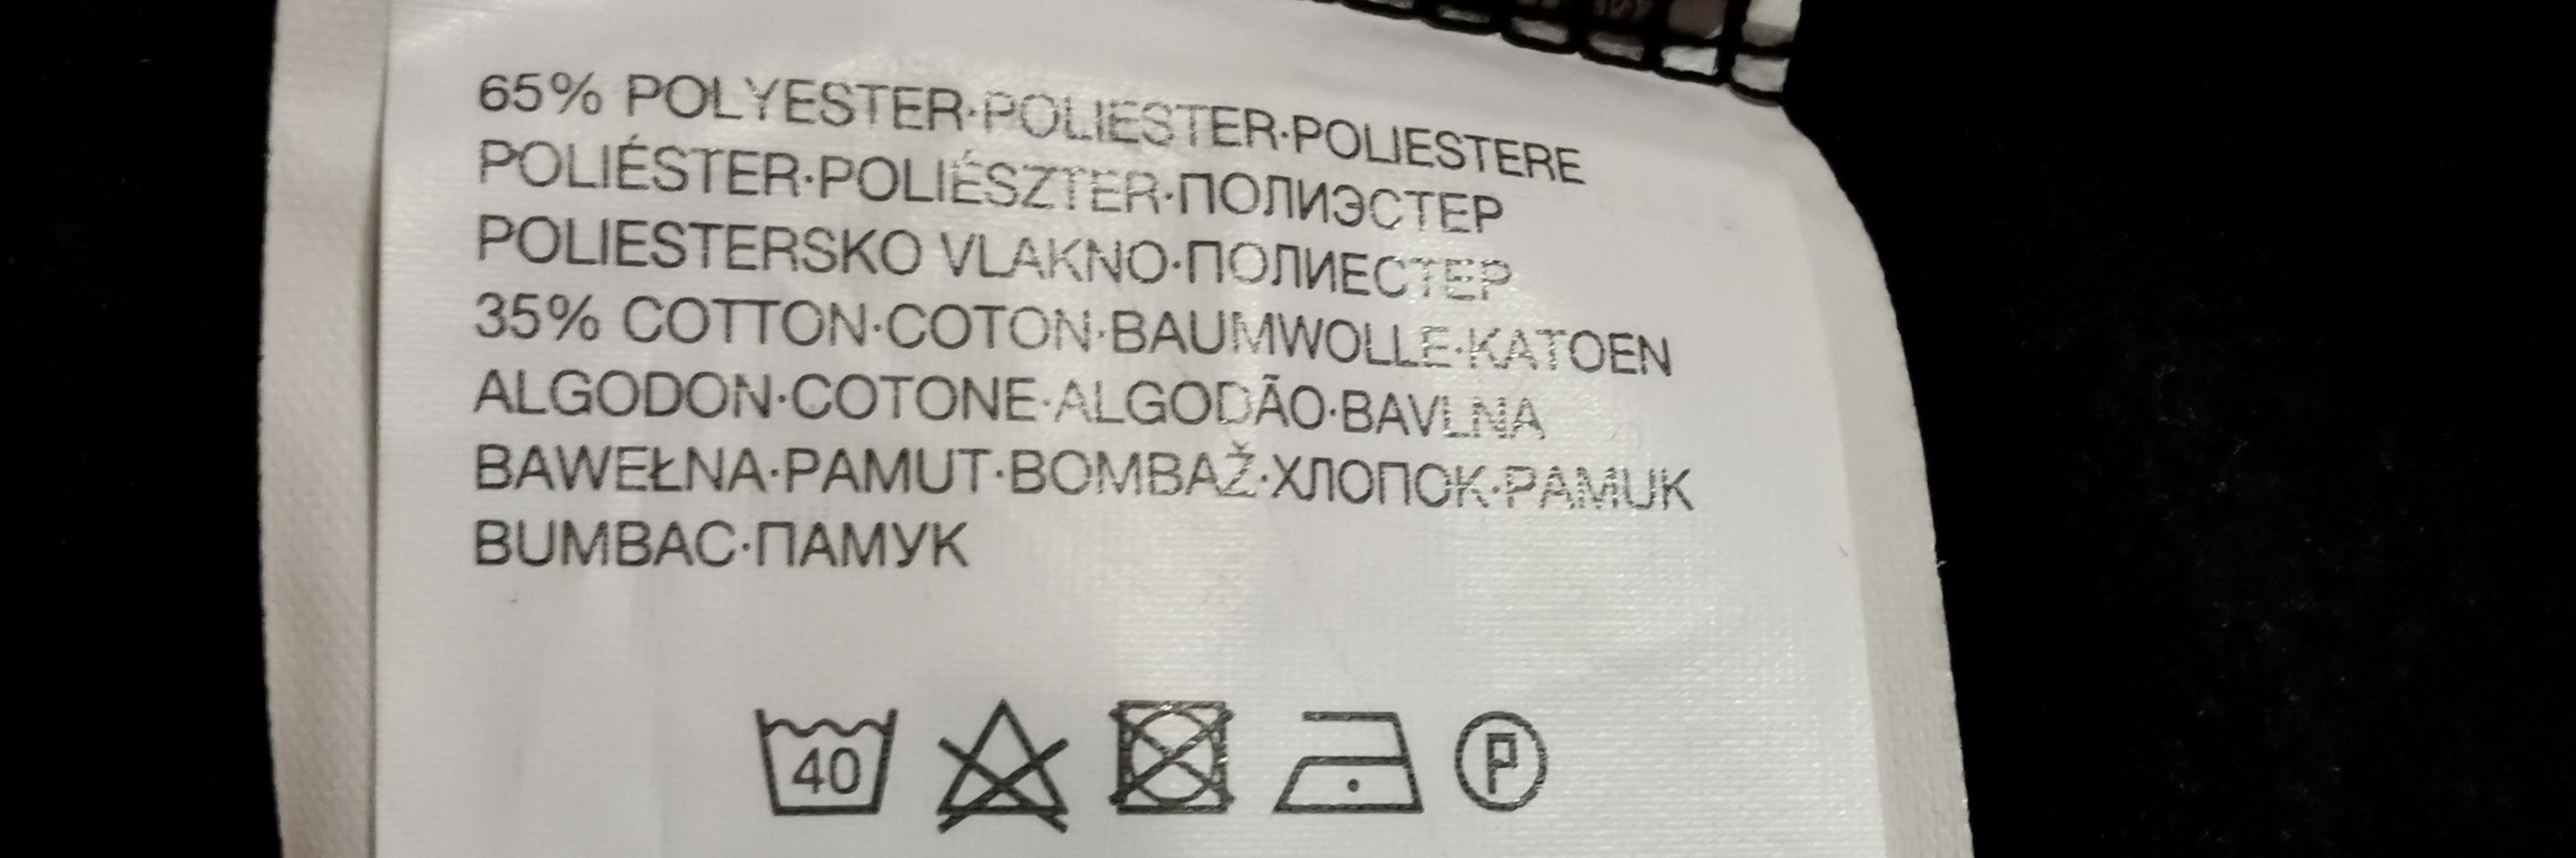 65% POLYESTER·POLIESTER·POLIESTERE
POLIÉSTER·POLIÉSZTER·ПОЛИЭСТЕР
POLIESTERSKO VLAKNO·ПОЛИЕСТЕР
35% COTTON·COTON·BAUMWOLLE·KATOEN
ALGODON·COTONE·ALGODÃO·BAVLNA
BAWEŁNA·PAMUT·BOMBAŽ·ХЛОПОК·PAMUK
BUMBAC·ПАМУК
40 P